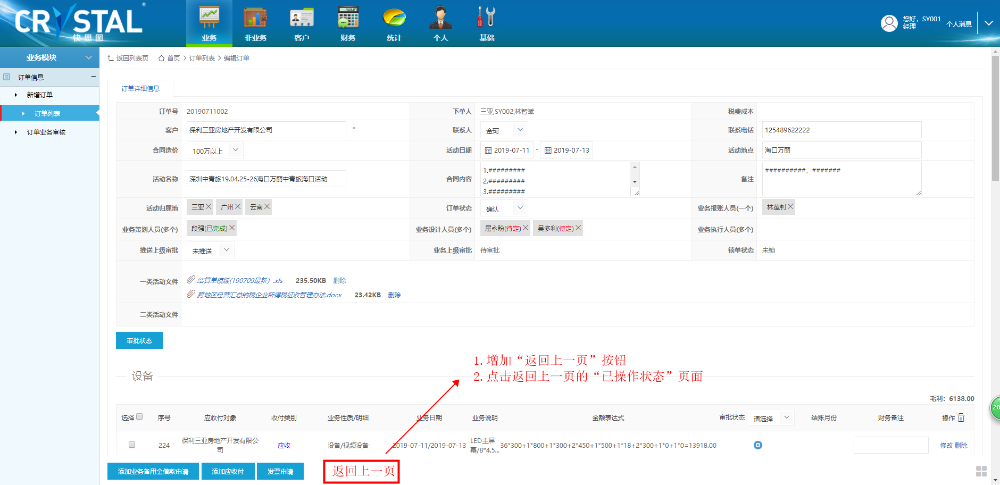 CRYSTAL®
快思图
业务
非业务
客户
财务
统计
个人
基础
您好，SY001
经理
个人消息
业务模块
订单信息
新增订单
订单列表
订单业务审核
返回列表页 首页 > 订单列表 > 编辑订单
订单详细信息
订单号 20190711002 下单人 三亚,SY002,林智斌 税费成本
客户 保利三亚房地产开发有限公司 * 联系人 金珂 联系电话 125489622222
合同造价 100万以上 活动日期 2019-07-11 - 2019-07-13 活动地点 海口万丽
活动名称 深圳中青旅19.04.25-26海口万丽中青旅海口活动 合同内容 1.######### 备注 ##########，#######
2.#########
3.#########
活动归属地 三亚 广州 云南 订单状态 确认 业务报账人员(一个) 林蕴钊
业务策划人员(多个) 段强(已完成) 业务设计人员(多个) 屈永盼(待定) 吴多利(待定) 业务执行人员(多个)
推送上级审批 未推送 业务上级审批 待审批 锁单状态 未锁
一类活动文件 结算单模版(190709最新) .xls 235.50KB 删除
跨地区经营汇总纳税企业所得税征收管理办法.docx 23.42KB 删除
二类活动文件
审批状态
1.增加“返回上一页”按钮
2.点击返回上一页的“已操作状态”页面
设备
毛利：6138.00
28
选择 序号 应收付对象 收付类别 业务性质/明细 业务日期 业务说明 金额表达式 审批状态 请选择 结账月份 财务备注 操作
224 保利三亚房地产开发有限公司 应收 设备/视频设备 2019-07-11/2019-07-13 LED主屏幕/8*4.5... 36*300+1*800+1*300+2*450+1*500+1*18+2*300+1*0+1*0=13918.00 修改 删除
添加业务备用金借款申请 添加应收付 发票申请 返回上一页